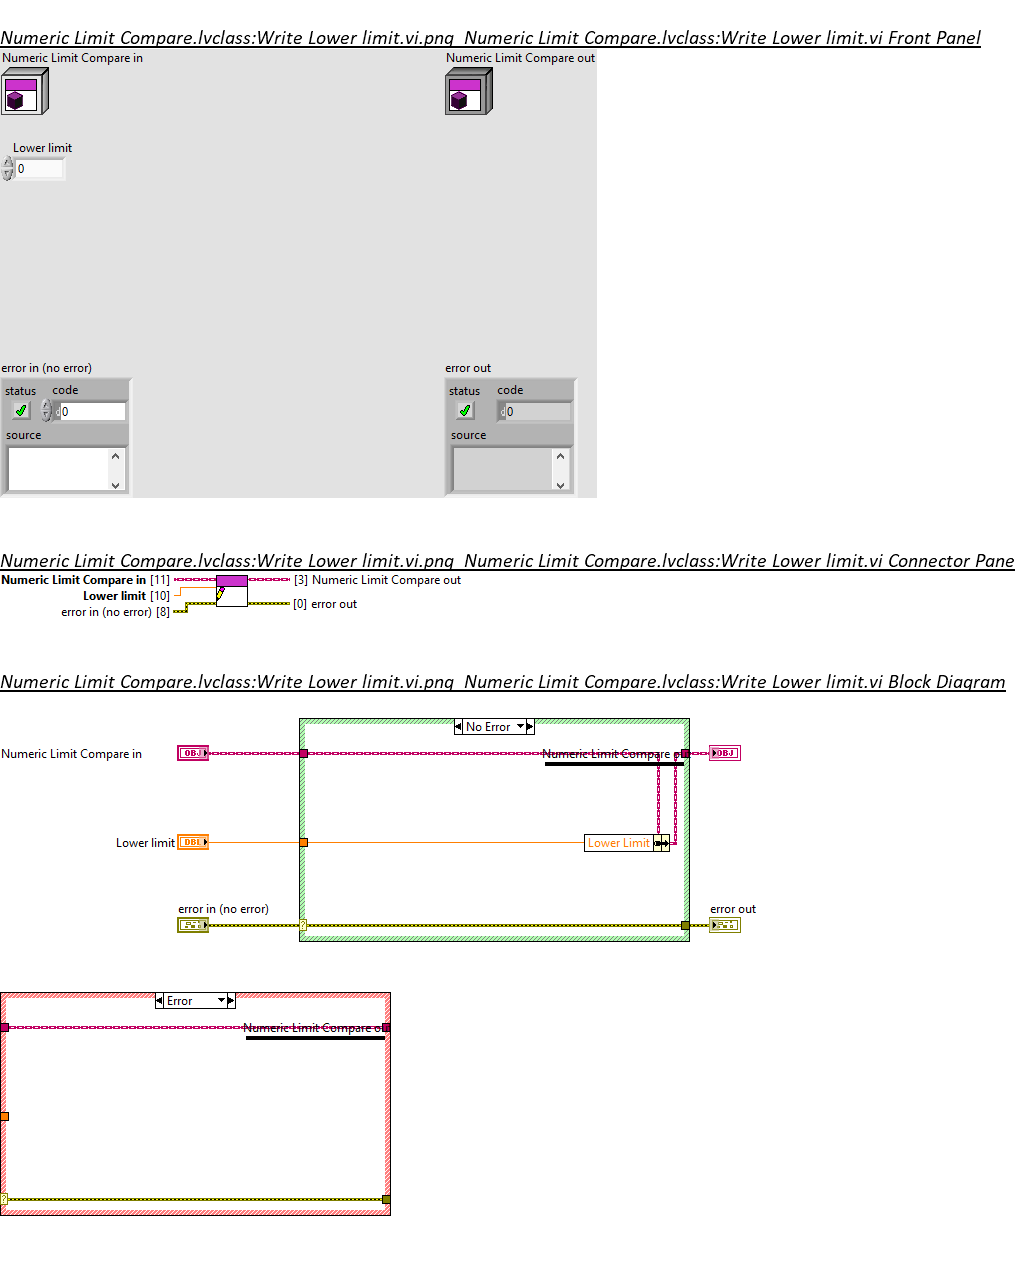 Numeric Limit Compare.lvclass:Write Lower limit.vi.png Numeric Limit Compare.lvclass:Write Lower limit.vi Front Panel
Numeric Limit Compare in Numeric Limit Compare out
Lower limit
0
error in (no error) error out
status code status code
d 0 d 0
source source
Numeric Limit Compare.lvclass:Write Lower limit.vi.png Numeric Limit Compare.lvclass:Write Lower limit.vi Connector Pane
Numeric Limit Compare in [11] [3] Numeric Limit Compare out
Lower limit [10]
[0] error out
error in (no error) [8]
Numeric Limit Compare.lvclass:Write Lower limit.vi.png Numeric Limit Compare.lvclass:Write Lower limit.vi Block Diagram
No Error
Numeric Limit Compare in OBJ Numeric Limit Compare o OBJ
Lower limit DBL Lower Limit
error in (no error) error out
?
Error
Numeric Limit Compare o
?